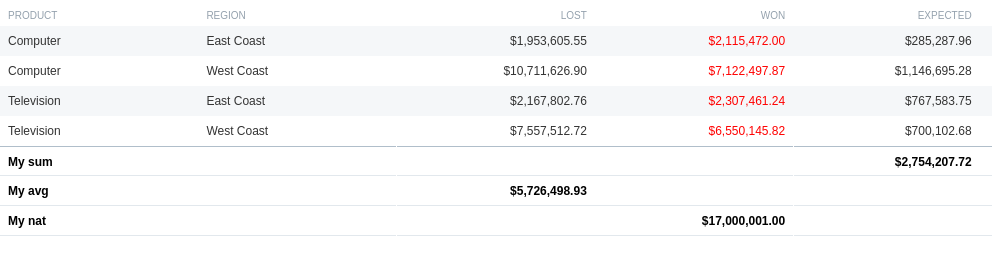 PRODUCT REGION LOST WON EXPECTED
Computer East Coast $1,953,605.55 $2,115,472.00 $285,287.96
Computer West Coast $10,711,626.90 $7,122,497.87 $1,146,695.28
Television East Coast $2,167,802.76 $2,307,461.24 $767,583.75
Television West Coast $7,557,512.72 $6,550,145.82 $700,102.68
My sum $2,754,207.72
My avg $5,726,498.93
My nat $17,000,001.00